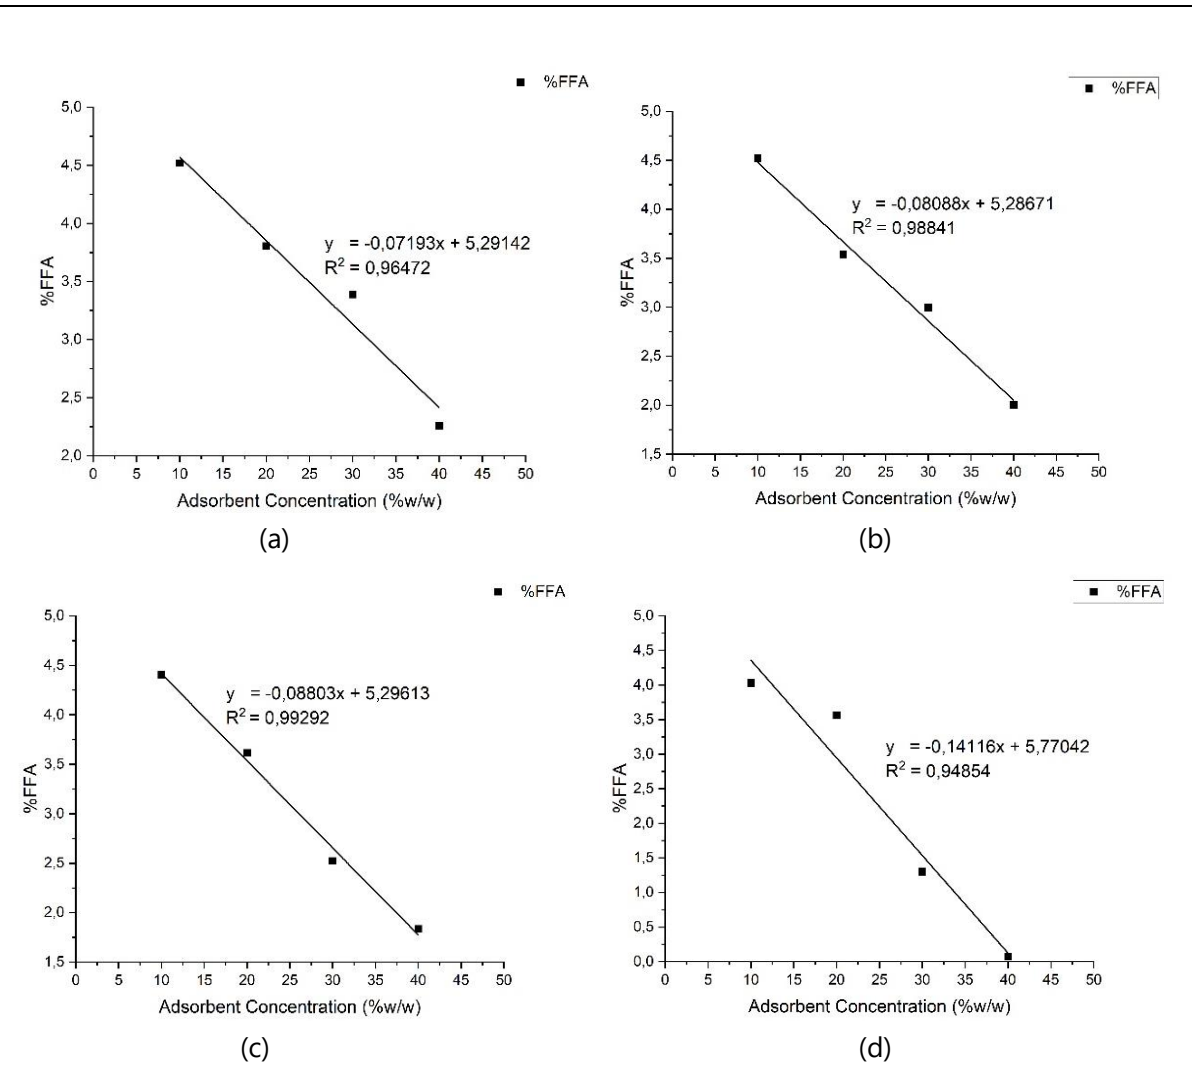 %FFA
5,0
4,5
4,0
3,5
3,0
2,5
2,0
%FFA
y = -0,07193x + 5,29142
R² = 0,96472
0 5 10 15 20 25 30 35 40 45 50
Adsorbent Concentration (%w/w)
(a)
%FFA
5,0
4,5
4,0
3,5
3,0
2,5
2,0
1,5
%FFA
y = -0,08088x + 5,28671
R² = 0,98841
0 5 10 15 20 25 30 35 40 45 50
Adsorbent Concentration (%w/w)
(b)
%FFA
5,0
4,5
4,0
3,5
3,0
2,5
2,0
1,5
%FFA
y = -0,08803x + 5,29613
R² = 0,99292
0 5 10 15 20 25 30 35 40 45 50
Adsorbent Concentration (%w/w)
(c)
%FFA
5,0
4,5
4,0
3,5
3,0
2,5
2,0
1,5
1,0
0,5
0,0
%FFA
y = -0,14116x + 5,77042
R² = 0,94854
0 5 10 15 20 25 30 35 40 45 50
Adsorbent Concentration (%w/w)
(d)